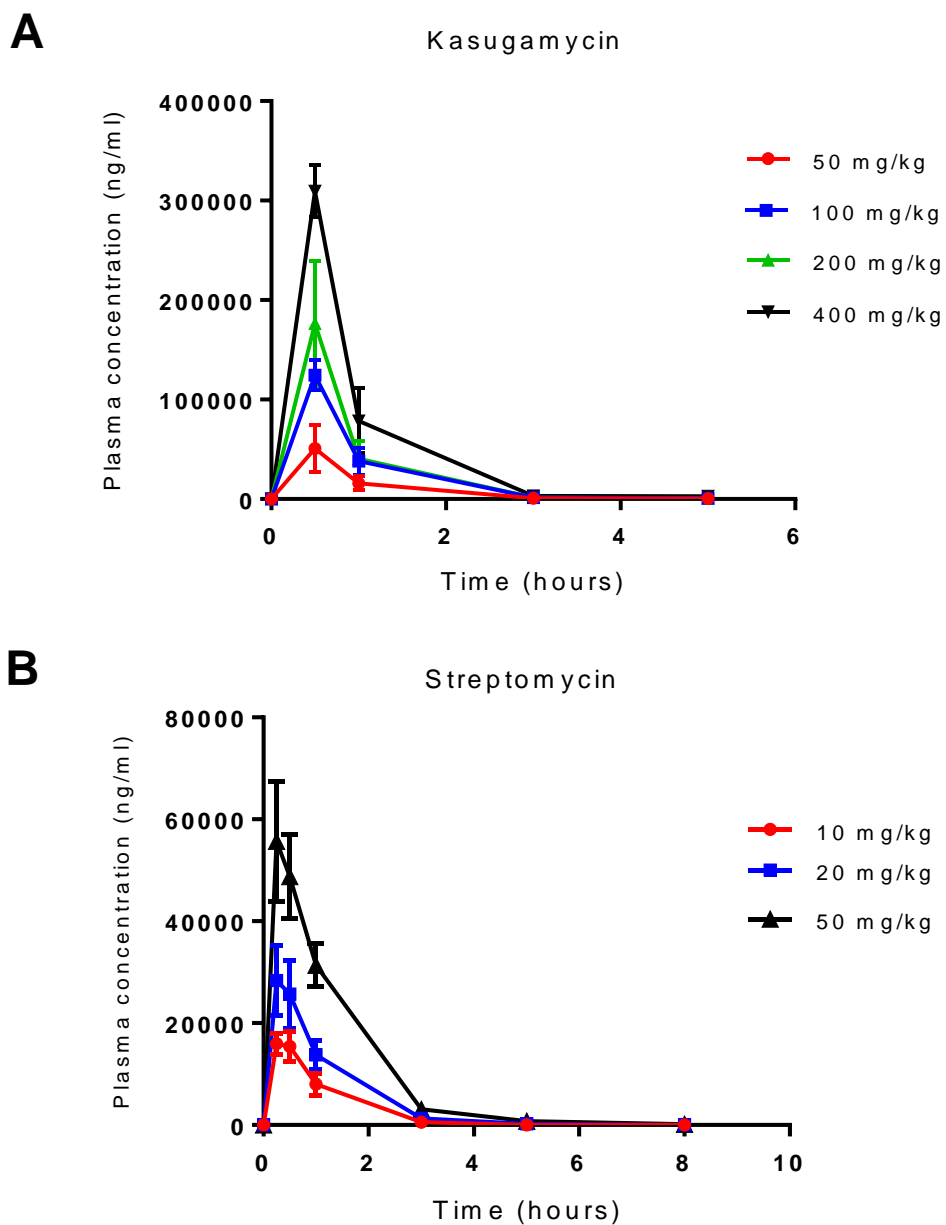 A
Kasugamycin
Plasma concentration (ng/ml)
400000
300000
200000
100000
0
0 2 4 6
Time (hours)
50 mg/kg
100 mg/kg
200 mg/kg
400 mg/kg
B
Streptomycin
Plasma concentration (ng/ml)
80000
60000
40000
20000
0
0 2 4 6 8 10
Time (hours)
10 mg/kg
20 mg/kg
50 mg/kg